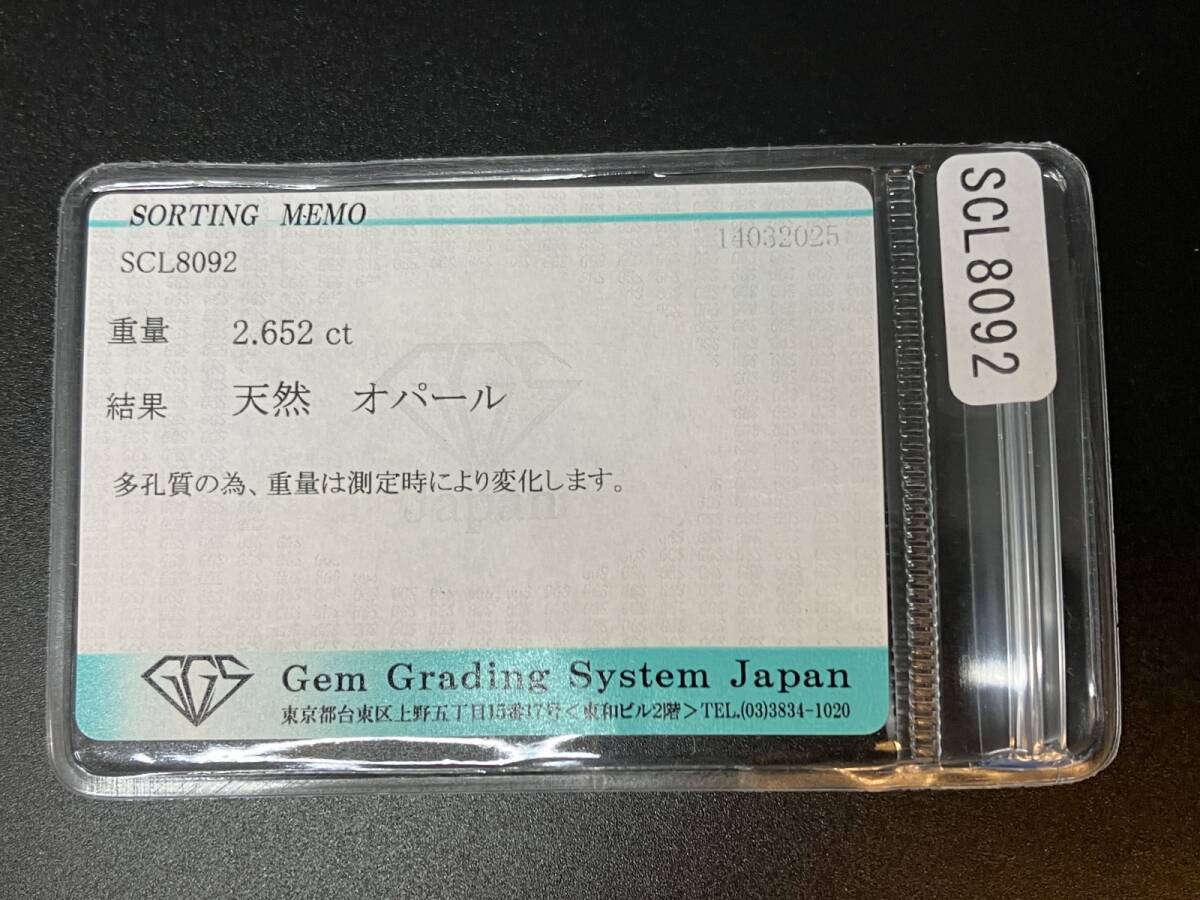 SORTING MEMO
14032025
SCL8092
重量 2.652 ct
結果 天然 オパール
多孔質の為、重量は測定時により変化します。
Japan
GGS Gem Grading System Japan
東京都台東区上野五丁目15番17号<東和ビル2階>TEL.(03)3834-1020
SCL8092